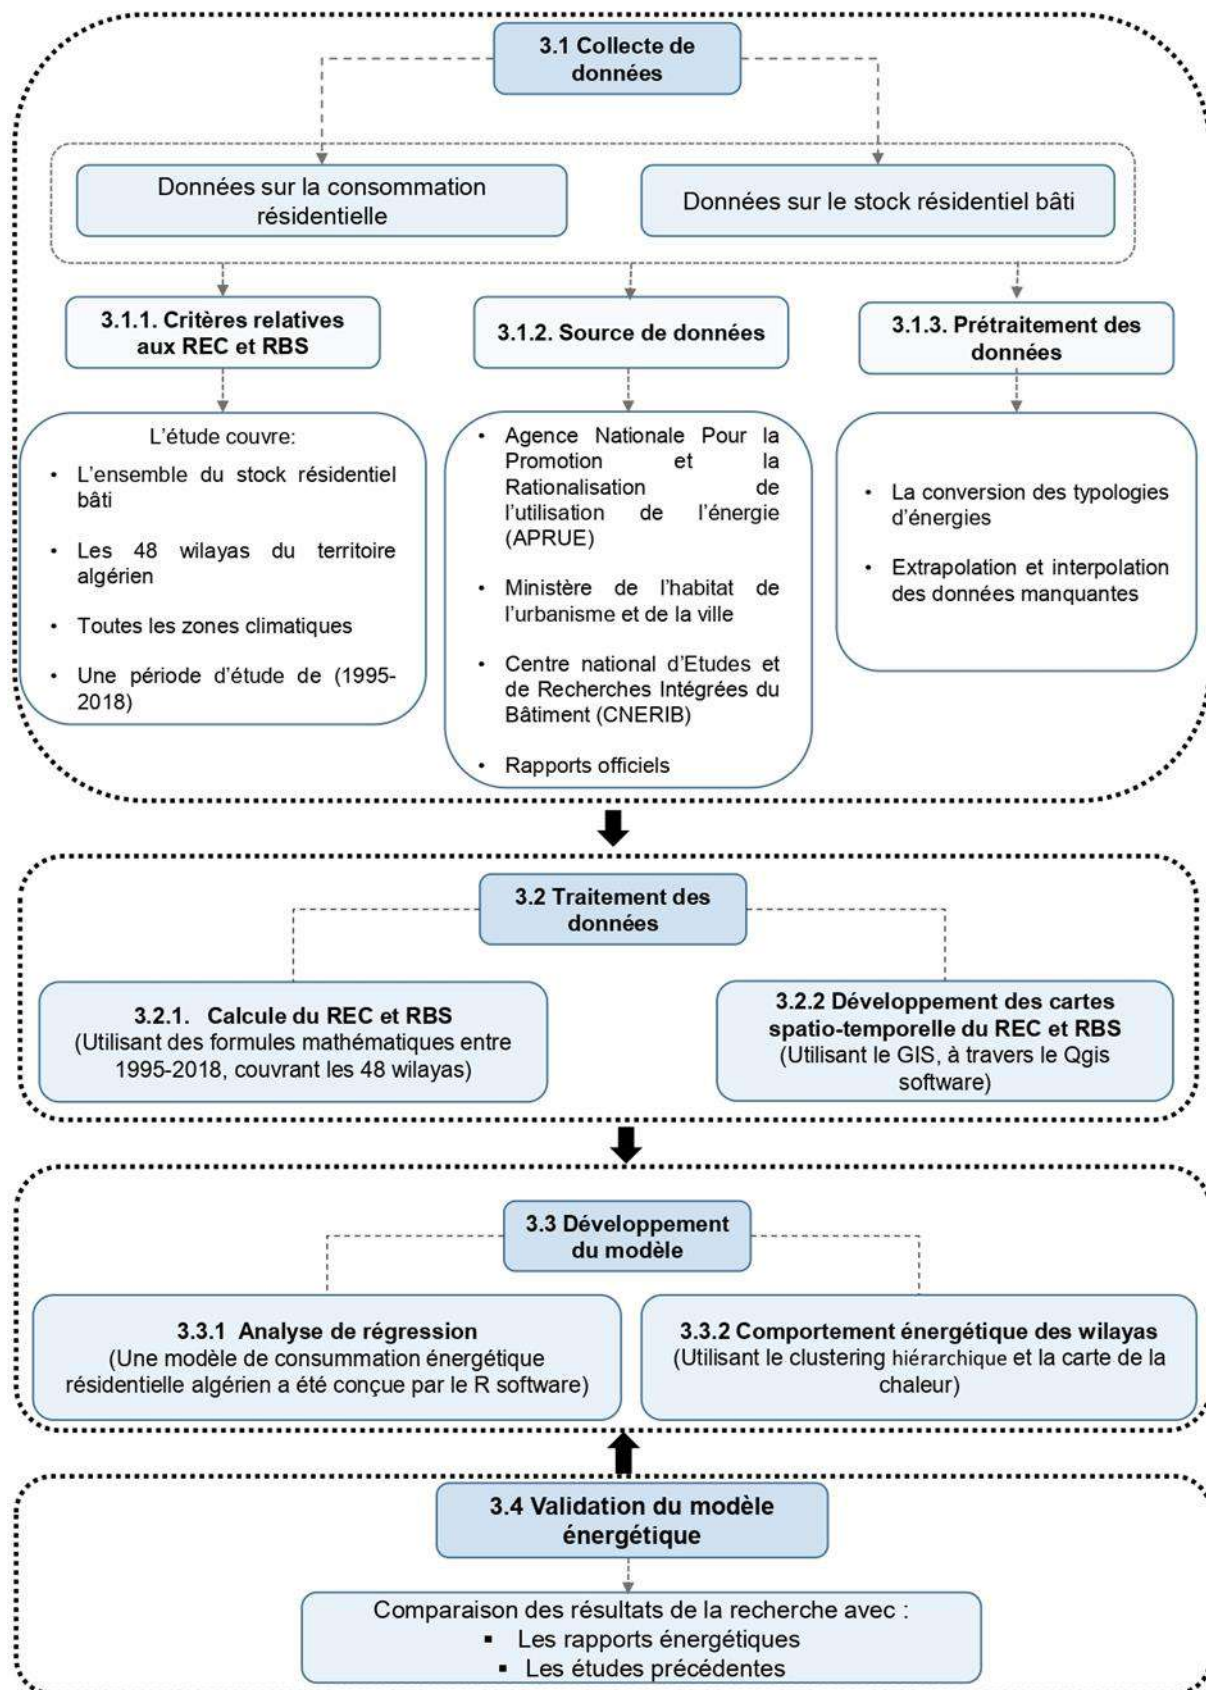 3.1 Collecte de
données
Données sur la consommation
résidentielle
Données sur le stock résidentiel bâti
3.1.1. Critères relatives
aux REC et RBS
3.1.2. Source de données
3.1.3. Prétraitement des
données
L'étude couvre:
• L'ensemble du stock résidentiel
bâti
• Les 48 wilayas du territoire
algérien
• Toutes les zones climatiques
• Une période d'étude de (1995-
2018)
• Agence Nationale Pour la
Promotion et la
Rationalisation de
l'utilisation de l'énergie
(APRUE)
• Ministère de l'habitat de
l'urbanisme et de la ville
• Centre national d'Etudes et
de Recherches Intégrées du
Bâtiment (CNERIB)
• Rapports officiels
• La conversion des typologies
d'énergies
• Extrapolation et interpolation
des données manquantes
3.2 Traitement des
données
3.2.1. Calcule du REC et RBS
(Utilisant des formules mathématiques entre
1995-2018, couvrant les 48 wilayas)
3.2.2 Développement des cartes
spatio-temporelle du REC et RBS
(Utilisant le GIS, à travers le Qgis
software)
3.3 Développement
du modèle
3.3.1 Analyse de régression
(Une modèle de consummation énergétique
résidentielle algérien a été conçue par le R software)
3.3.2 Comportement énergétique des wilayas
(Utilisant le clustering hiérarchique et la carte de la
chaleur)
3.4 Validation du modèle
énergétique
Comparaison des résultats de la recherche avec :
▪ Les rapports énergétiques
▪ Les études précédentes